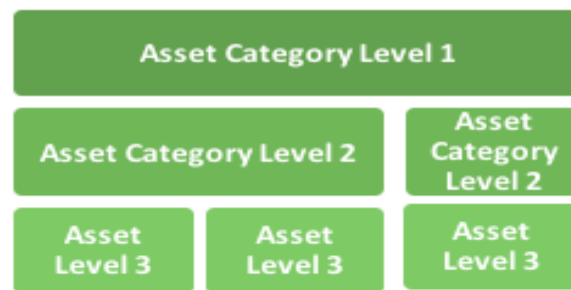 Asset Category Level 1
Asset Category Level 2
Asset
Category
Level 2
Asset
Level 3
Asset
Level 3
Asset
Level 3